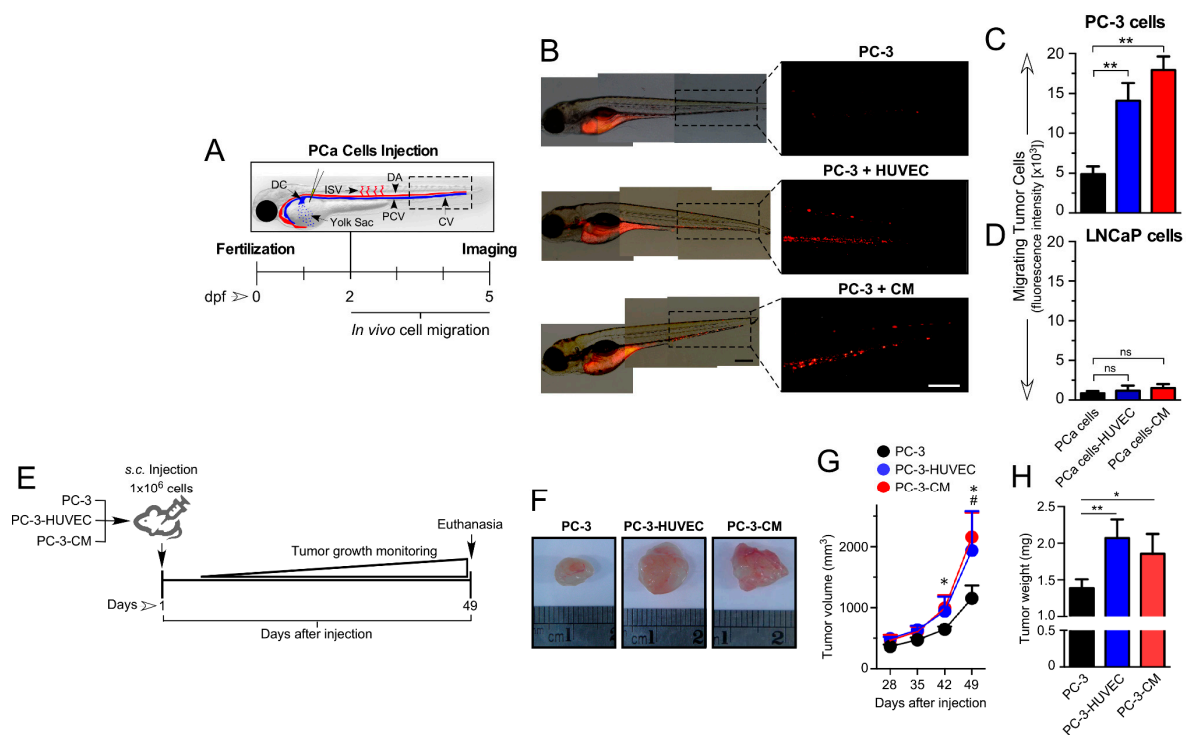 A
PCa Cells Injection
DC
ISV
DA
Yolk Sac
PCV
CV
Fertilization
Imaging
dpf
0
2
5
In vivo cell migration
B
PC-3
PC-3 + HUVEC
PC-3 + CM
C
PC-3 cells
20
15
10
5
0
**
**
Migrating Tumor Cells
(fluorescence intensity [x10³])
D
LNCaP cells
20
15
10
5
0
ns
ns
PCa cells
PCa cells-HUVEC
PCa cells-CM
E
s.c. Injection
1x10⁶ cells
PC-3
PC-3-HUVEC
PC-3-CM
Tumor growth monitoring
Euthanasia
Days
1
49
Days after injection
F
PC-3
PC-3-HUVEC
PC-3-CM
cm 1 2
cm 1 2
cm 1 2
G
PC-3
PC-3-HUVEC
PC-3-CM
*
#
*
Tumor volume (mm³)
2000
1000
0
28 35 42 49
Days after injection
H
*
**
Tumor weight (mg)
2.5
2.0
1.5
1.0
0.5
0
PC-3
PC-3-HUVEC
PC-3-CM